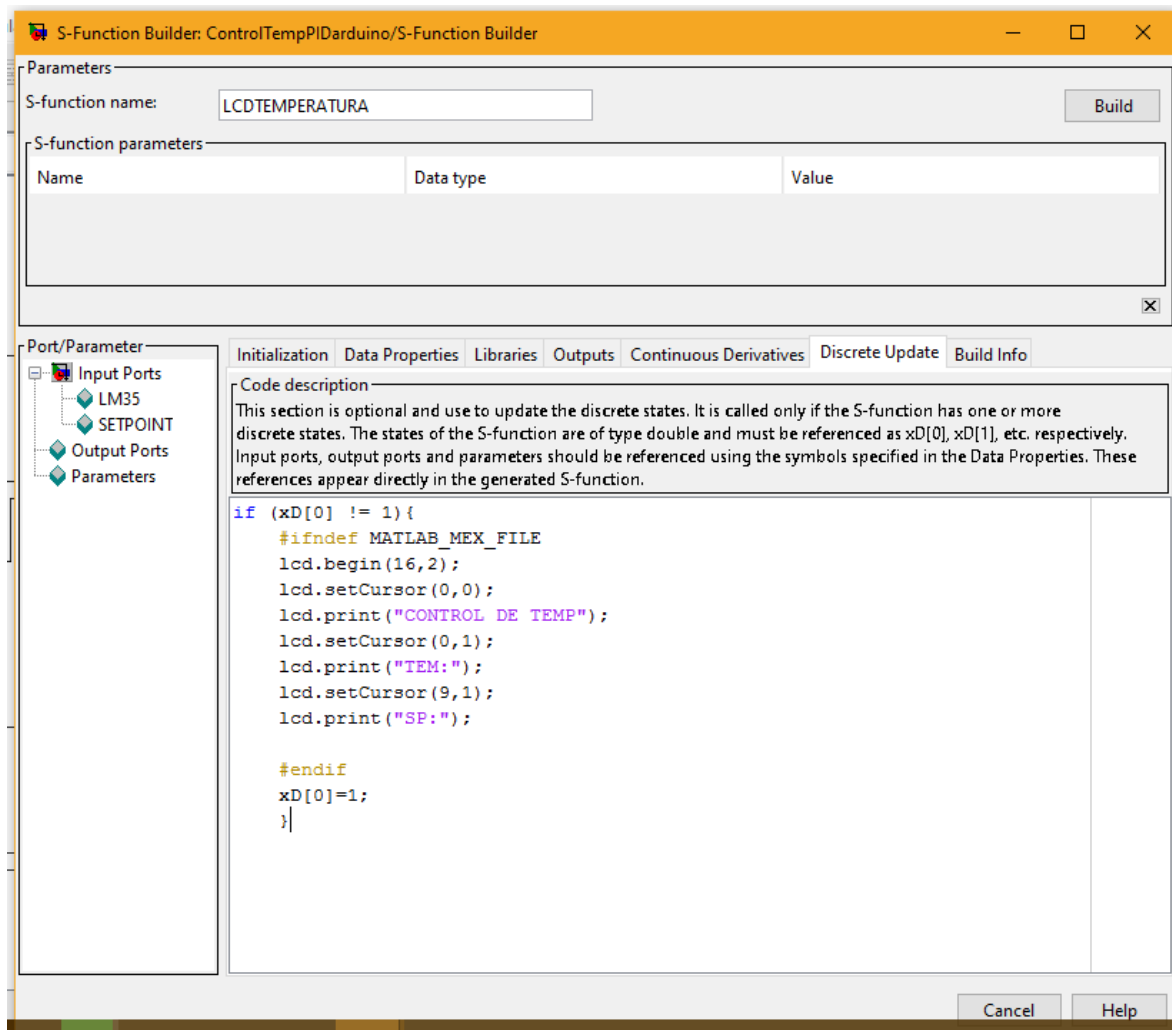 S-Function Builder: ControlTempPIDarduino/S-Function Builder
Parameters
S-function name: LCDTEMPERATURA Build
S-function parameters
Name Data type Value
Port/Parameter
Input Ports
LM35
SETPOINT
Output Ports
Parameters
Initialization Data Properties Libraries Outputs Continuous Derivatives Discrete Update Build Info
Code description
This section is optional and use to update the discrete states. It is called only if the S-function has one or more
discrete states. The states of the S-function are of type double and must be referenced as xD[0], xD[1], etc. respectively.
Input ports, output ports and parameters should be referenced using the symbols specified in the Data Properties. These
references appear directly in the generated S-function.
if (xD[0] != 1){
#ifndef MATLAB_MEX_FILE
lcd.begin(16,2);
lcd.setCursor(0,0);
lcd.print("CONTROL DE TEMP");
lcd.setCursor(0,1);
lcd.print("TEM:");
lcd.setCursor(9,1);
lcd.print("SP:");
#endif
xD[0]=1;
}
Cancel Help